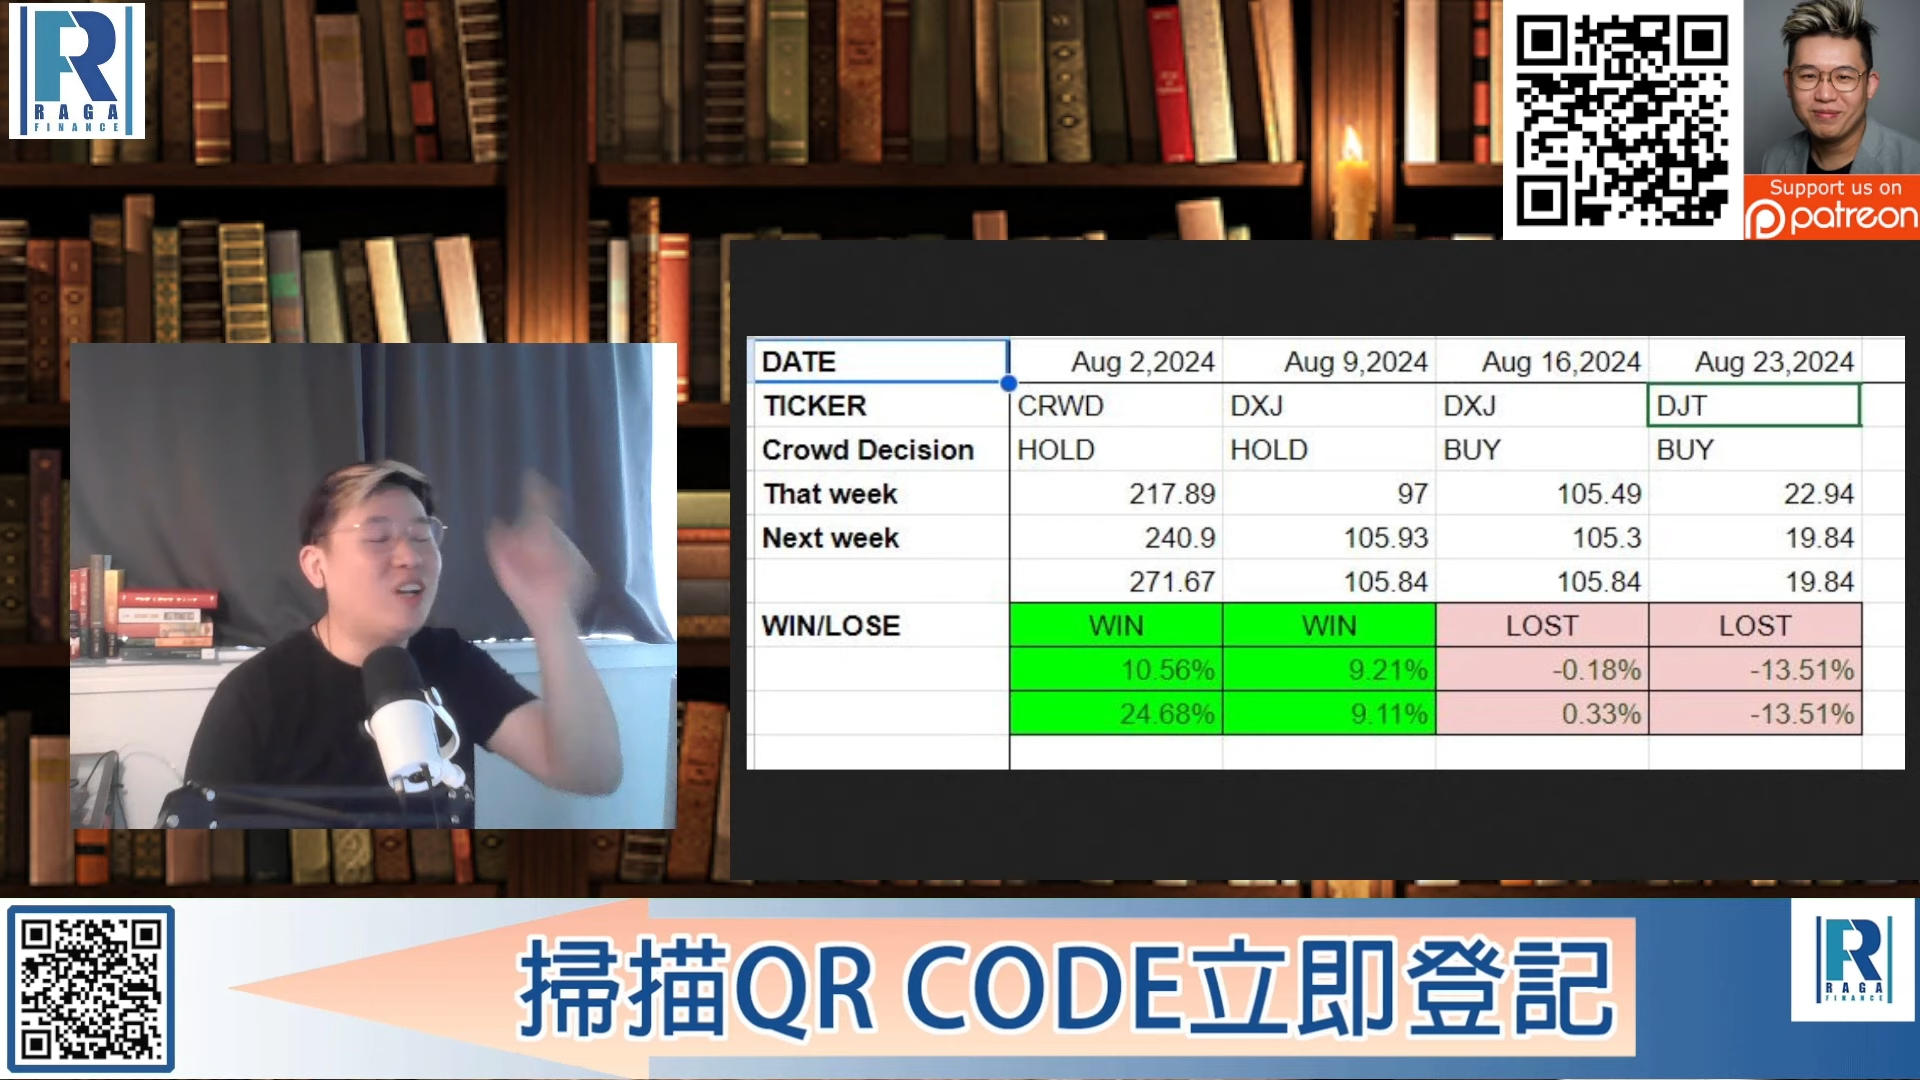 RAGA
FINANCE
Support us on
patreon
DATE Aug 2,2024 Aug 9,2024 Aug 16,2024 Aug 23,2024
TICKER CRWD DXJ DXJ DJT
Crowd Decision HOLD HOLD BUY BUY
That week 217.89 97 105.49 22.94
Next week 240.9 105.93 105.3 19.84
271.67 105.84 105.84 19.84
WIN/LOSE WIN WIN LOST LOST
10.56% 9.21% -0.18% -13.51%
24.68% 9.11% 0.33% -13.51%
掃描QR CODE立即登記
RAGA
FINANCE